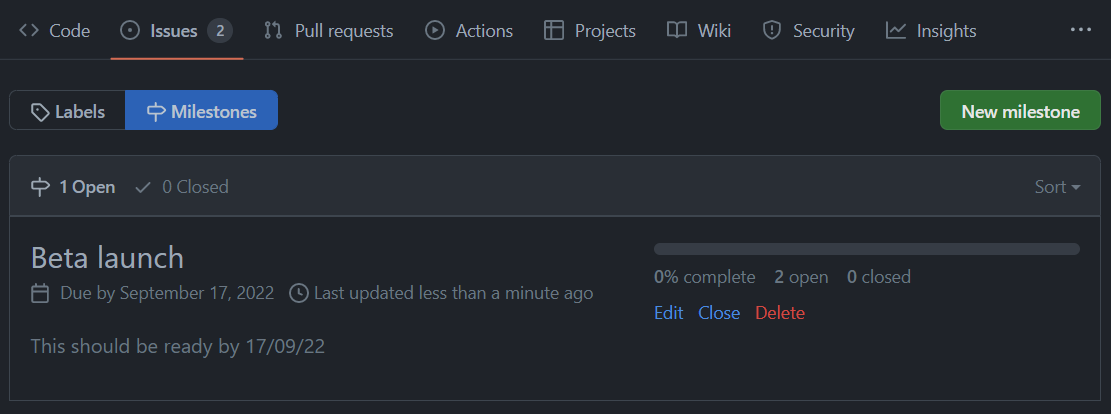 Code Issues 2 Pull requests Actions Projects Wiki Security Insights
Labels Milestones New milestone
1 Open 0 Closed Sort
Beta launch
Due by September 17, 2022 Last updated less than a minute ago
This should be ready by 17/09/22
0% complete 2 open 0 closed
Edit Close Delete